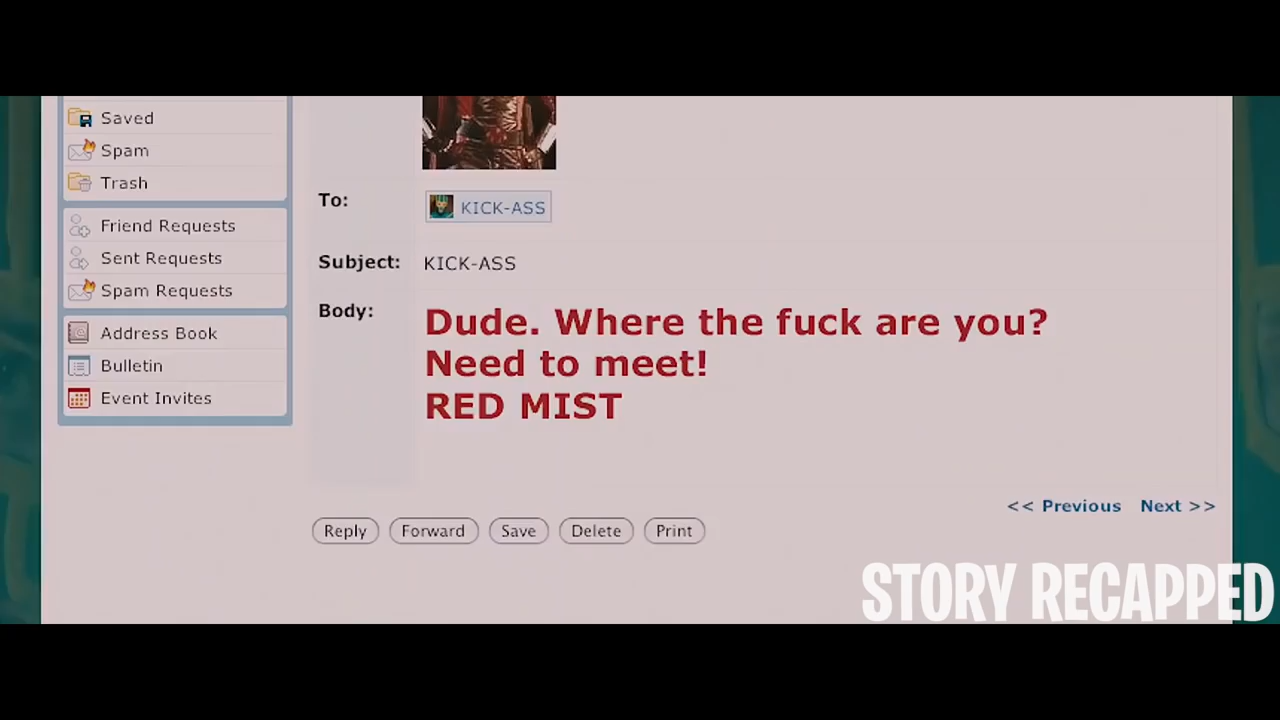 Saved
Spam
Trash
Friend Requests
Sent Requests
Spam Requests
Address Book
Bulletin
Event Invites
To:
KICK-ASS
Subject:
KICK-ASS
Body:
Dude. Where the fuck are you?
Need to meet!
RED MIST
<< Previous Next >>
Reply Forward Save Delete Print
STORY RECAPPED